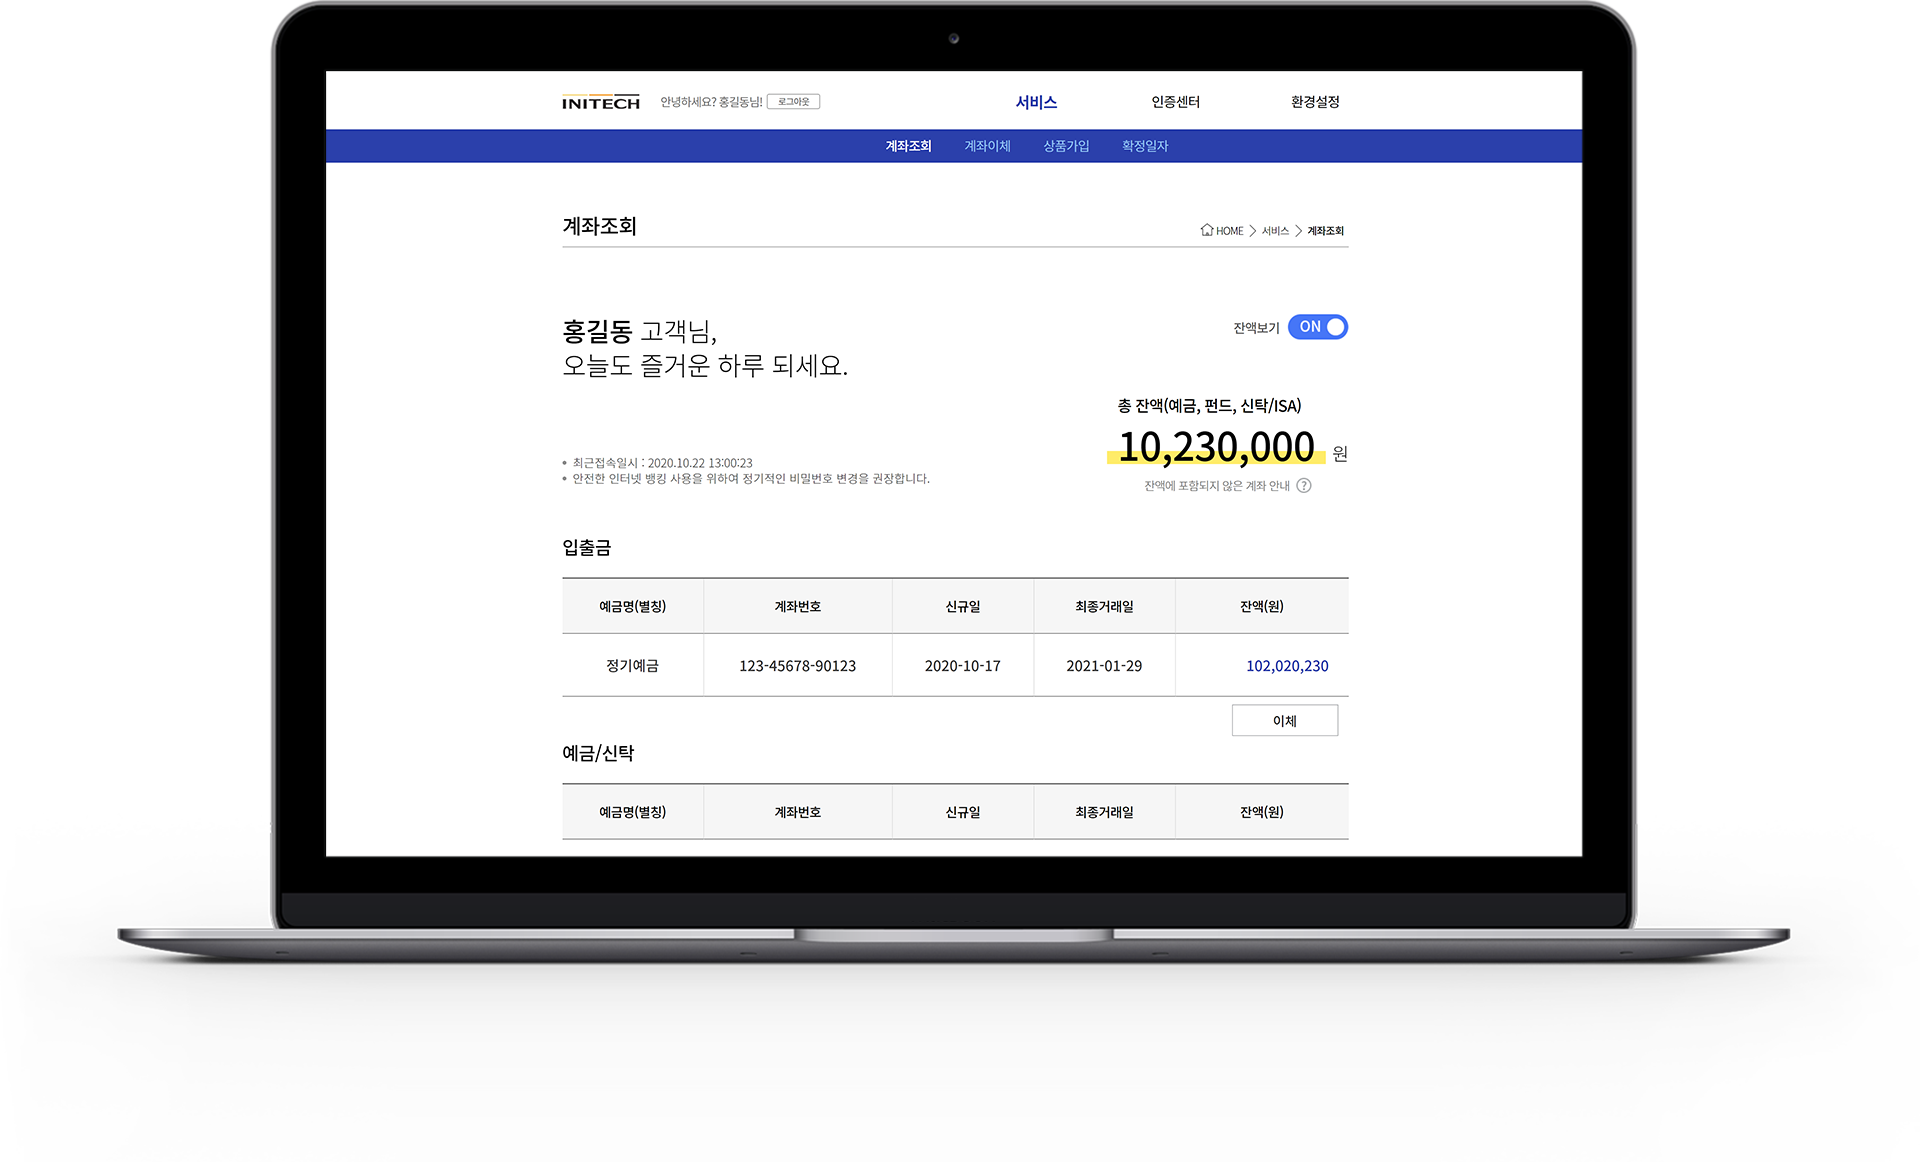 INITECH 안녕하세요? 홍길동님! 로그아웃 서비스 인증센터 환경설정
계좌조회 계좌이체 상품가입 확정일자
계좌조회 HOME 서비스 계좌조회
홍길동 고객님,
오늘도 즐거운 하루 되세요.
잔액보기 ON
총 잔액(예금, 펀드, 신탁/ISA)
10,230,000 원
잔액에 포함되지 않은 계좌 안내 ?
• 최근접속일시 : 2020.10.22 13:00:23
• 안전한 인터넷 뱅킹 사용을 위하여 정기적인 비밀번호 변경을 권장합니다.
입출금
예금명(별칭) 계좌번호 신규일 최종거래일 잔액(원)
정기예금 123-45678-90123 2020-10-17 2021-01-29 102,020,230
이체
예금/신탁
예금명(별칭) 계좌번호 신규일 최종거래일 잔액(원)